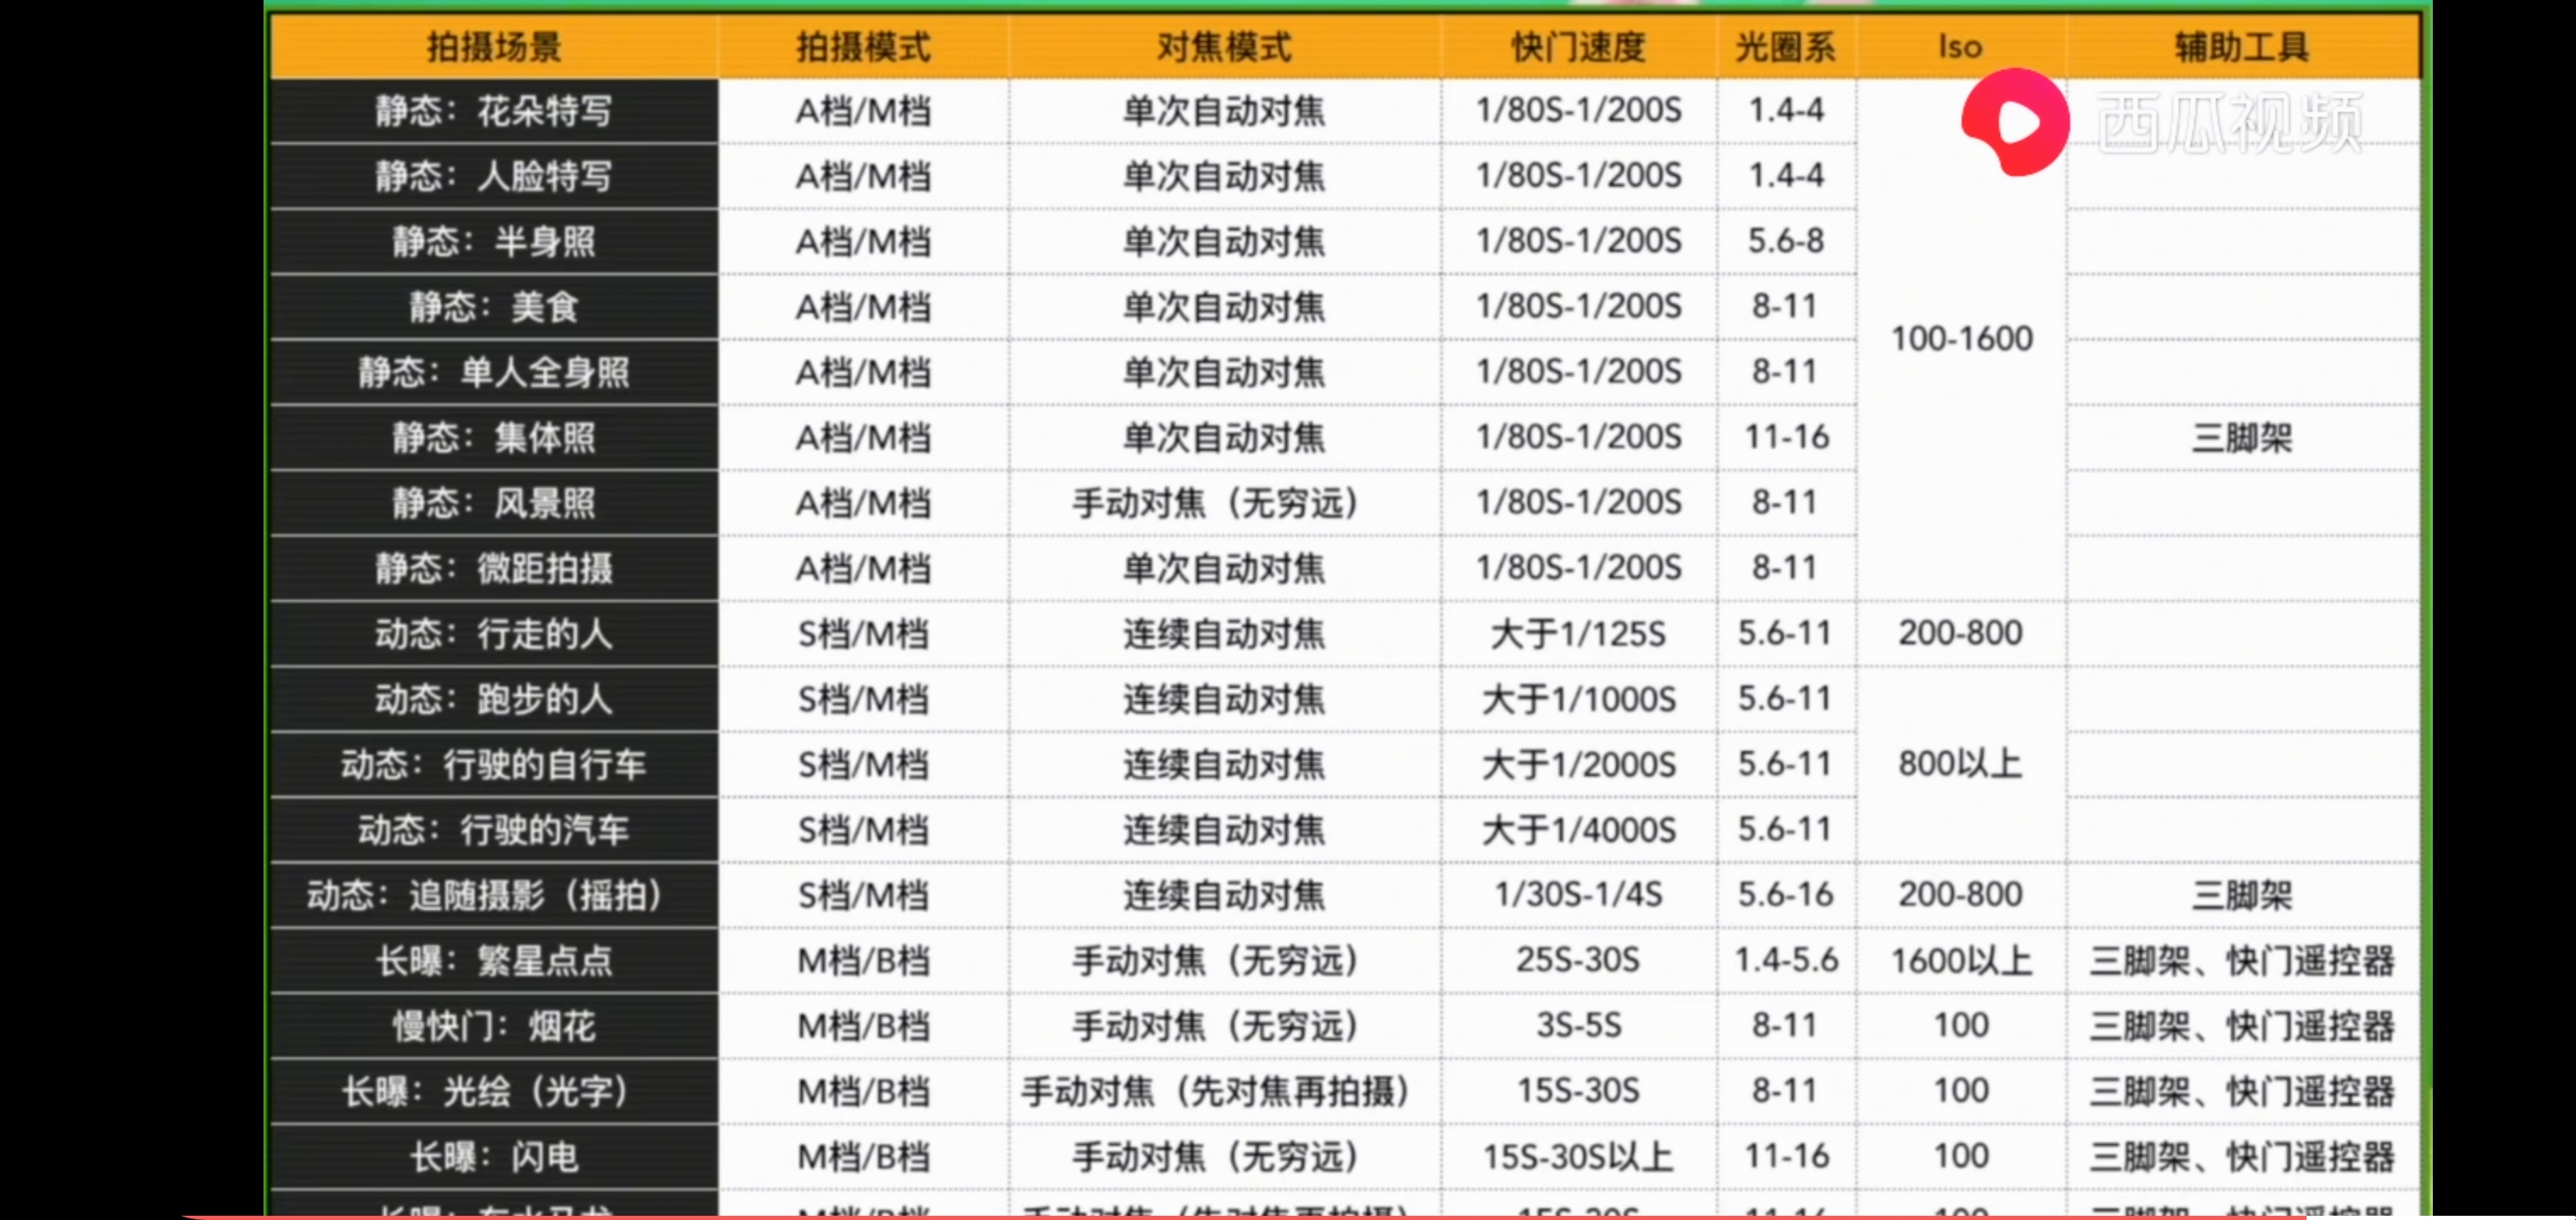 拍摄场景 拍摄模式 对焦模式 快门速度 光圈系 Iso 辅助工具
西瓜视频
静态：花朵特写 A档/M档 单次自动对焦 1/80S-1/200S 1.4-4
静态：人脸特写 A档/M档 单次自动对焦 1/80S-1/200S 1.4-4
静态：半身照 A档/M档 单次自动对焦 1/80S-1/200S 5.6-8
静态：美食 A档/M档 单次自动对焦 1/80S-1/200S 8-11
100-1600
静态：单人全身照 A档/M档 单次自动对焦 1/80S-1/200S 8-11
静态：集体照 A档/M档 单次自动对焦 1/80S-1/200S 11-16 三脚架
静态：风景照 A档/M档 手动对焦（无穷远） 1/80S-1/200S 8-11
静态：微距拍摄 A档/M档 单次自动对焦 1/80S-1/200S 8-11
动态：行走的人 S档/M档 连续自动对焦 大于1/125S 5.6-11 200-800
动态：跑步的人 S档/M档 连续自动对焦 大于1/1000S 5.6-11
动态：行驶的自行车 S档/M档 连续自动对焦 大于1/2000S 5.6-11 800以上
动态：行驶的汽车 S档/M档 连续自动对焦 大于1/4000S 5.6-11
动态：追随摄影（摇拍） S档/M档 连续自动对焦 1/30S-1/4S 5.6-16 200-800 三脚架
长曝：繁星点点 M档/B档 手动对焦（无穷远） 25S-30S 1.4-5.6 1600以上 三脚架、快门遥控器
慢快门：烟花 M档/B档 手动对焦（无穷远） 3S-5S 8-11 100 三脚架、快门遥控器
长曝：光绘（光字） M档/B档 手动对焦（先对焦再拍摄） 15S-30S 8-11 100 三脚架、快门遥控器
长曝：闪电 M档/B档 手动对焦（无穷远） 15S-30S以上 11-16 100 三脚架、快门遥控器